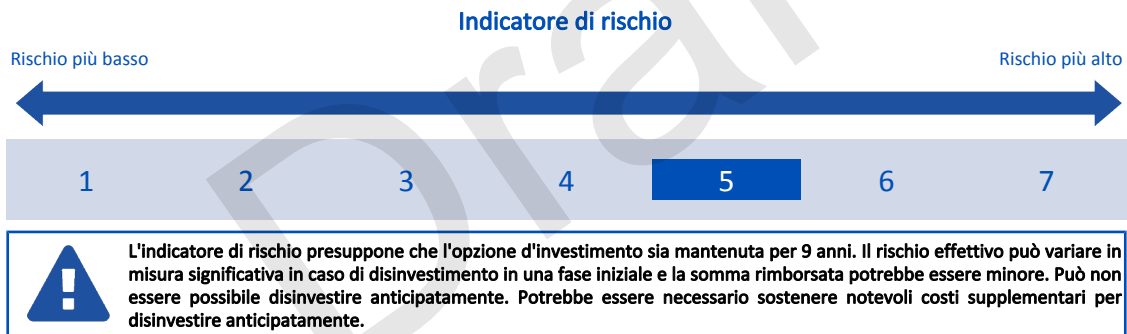 Indicatore di rischio
Rischio più basso Rischio più alto
1 2 3 4 5 6 7
L'indicatore di rischio presuppone che l'opzione d'investimento sia mantenuta per 9 anni. Il rischio effettivo può variare in
misura significativa in caso di disinvestimento in una fase iniziale e la somma rimborsata potrebbe essere minore. Può non
essere possibile disinvestire anticipatamente. Potrebbe essere necessario sostenere notevoli costi supplementari per
disinvestire anticipatamente.